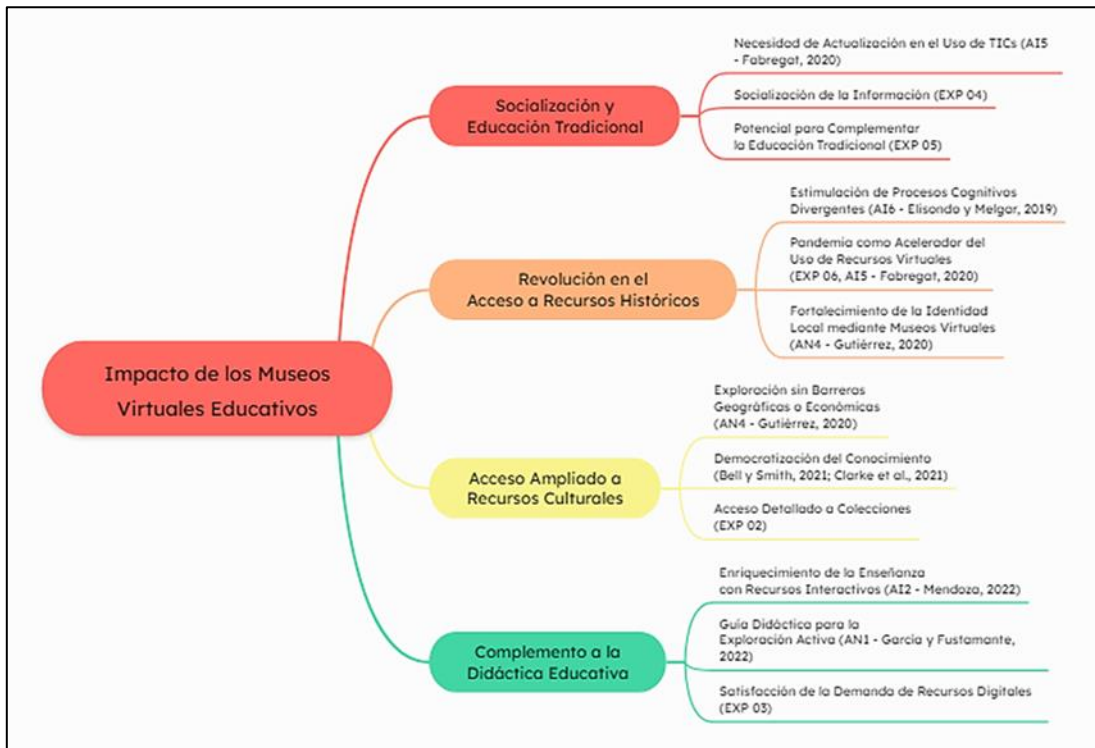 Impacto de los Museos
Virtuales Educativos
Socialización y
Educación Tradicional
Necesidad de Actualización en el Uso de TICs (AI5
- Fabregat, 2020)
Socialización de la Información (EXP 04)
Potencial para Complementar
la Educación Tradicional (EXP 05)
Revolución en el
Acceso a Recursos Históricos
Estimulación de Procesos Cognitivos
Divergentes (AI6 - Elisondo y Melgar, 2019)
Pandemia como Acelerador del
Uso de Recursos Virtuales
(EXP 06, AI5 - Fabregat, 2020)
Fortalecimiento de la Identidad
Local mediante Museos Virtuales
(AN4 - Gutiérrez, 2020)
Acceso Ampliado a
Recursos Culturales
Exploración sin Barreras
Geográficas o Económicas
(AN4 - Gutiérrez, 2020)
Democratización del Conocimiento
(Bell y Smith, 2021; Clarke et al., 2021)
Acceso Detallado a Colecciones
(EXP 02)
Complemento a la
Didáctica Educativa
Enriquecimiento de la Enseñanza
con Recursos Interactivos (AI2 - Mendoza, 2022)
Guía Didáctica para la
Exploración Activa (AN1 - García y Fustamante,
2022)
Satisfacción de la Demanda de Recursos Digitales
(EXP 03)